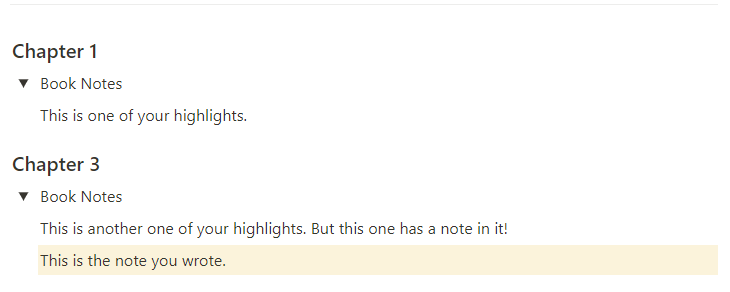 Chapter 1
Book Notes
This is one of your highlights.
Chapter 3
Book Notes
This is another one of your highlights. But this one has a note in it!
This is the note you wrote.